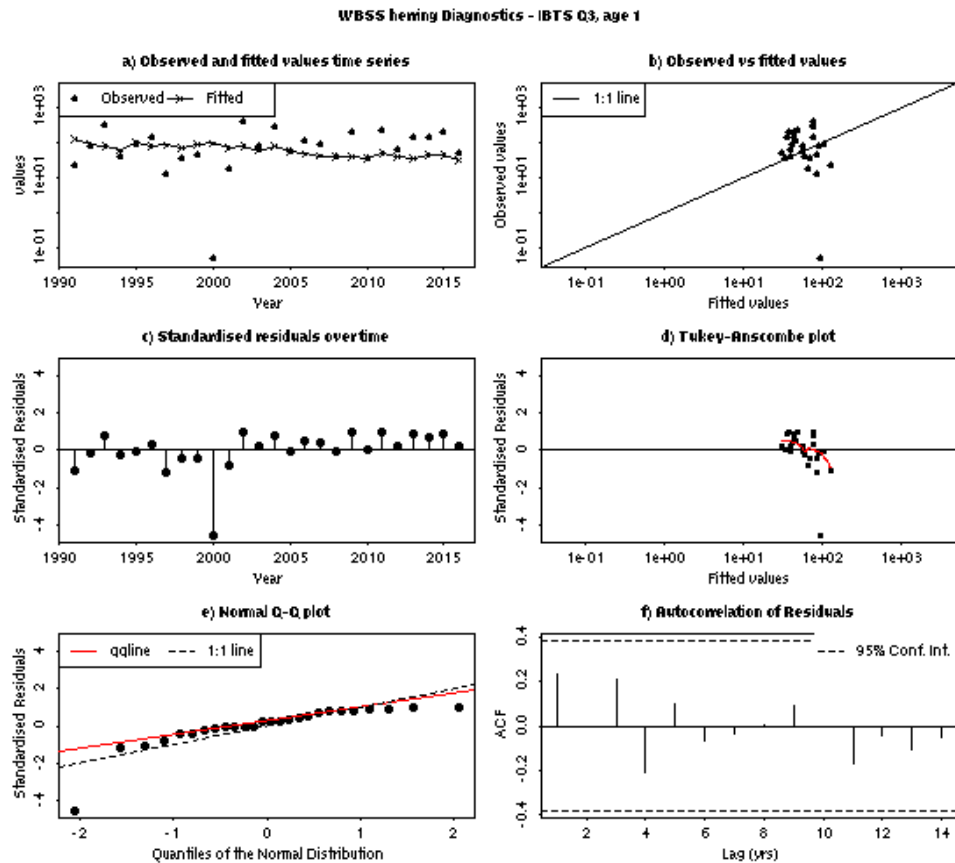 WBSS herring Diagnostics - IBTS Q3, age 1
a) Observed and fitted values time series
Observed Fitted
values
1e-01 1e+01 1e+03
1990 1995 2000 2005 2010 2015
Year
b) Observed vs fitted values
1:1 line
Observed values
1e-01 1e+01 1e+03
1e-01 1e+00 1e+01 1e+02 1e+03
Fitted values
c) Standardised residuals over time
Standardised Residuals
-4 -2 0 2 4
1990 1995 2000 2005 2010 2015
Year
d) Tukey-Anscombe plot
Standardised Residuals
-4 -2 0 2 4
1e-01 1e+00 1e+01 1e+02 1e+03
Fitted values
e) Normal Q-Q plot
qqline 1:1 line
Standardised Residuals
-4 -2 0 2 4
-2 -1 0 1 2
Quantiles of the Normal Distribution
f) Autocorrelation of Residuals
95% Conf. Int.
ACF
-0.4 -0.2 0.0 0.2 0.4
2 4 6 8 10 12 14
Lag (yrs)